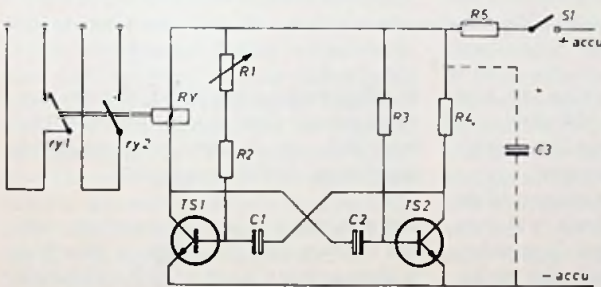 R5
S1
+ accu
R1
RY
R3
R4
C3
ry1
ry2
R2
TS1
C1
C2
TS2
− accu